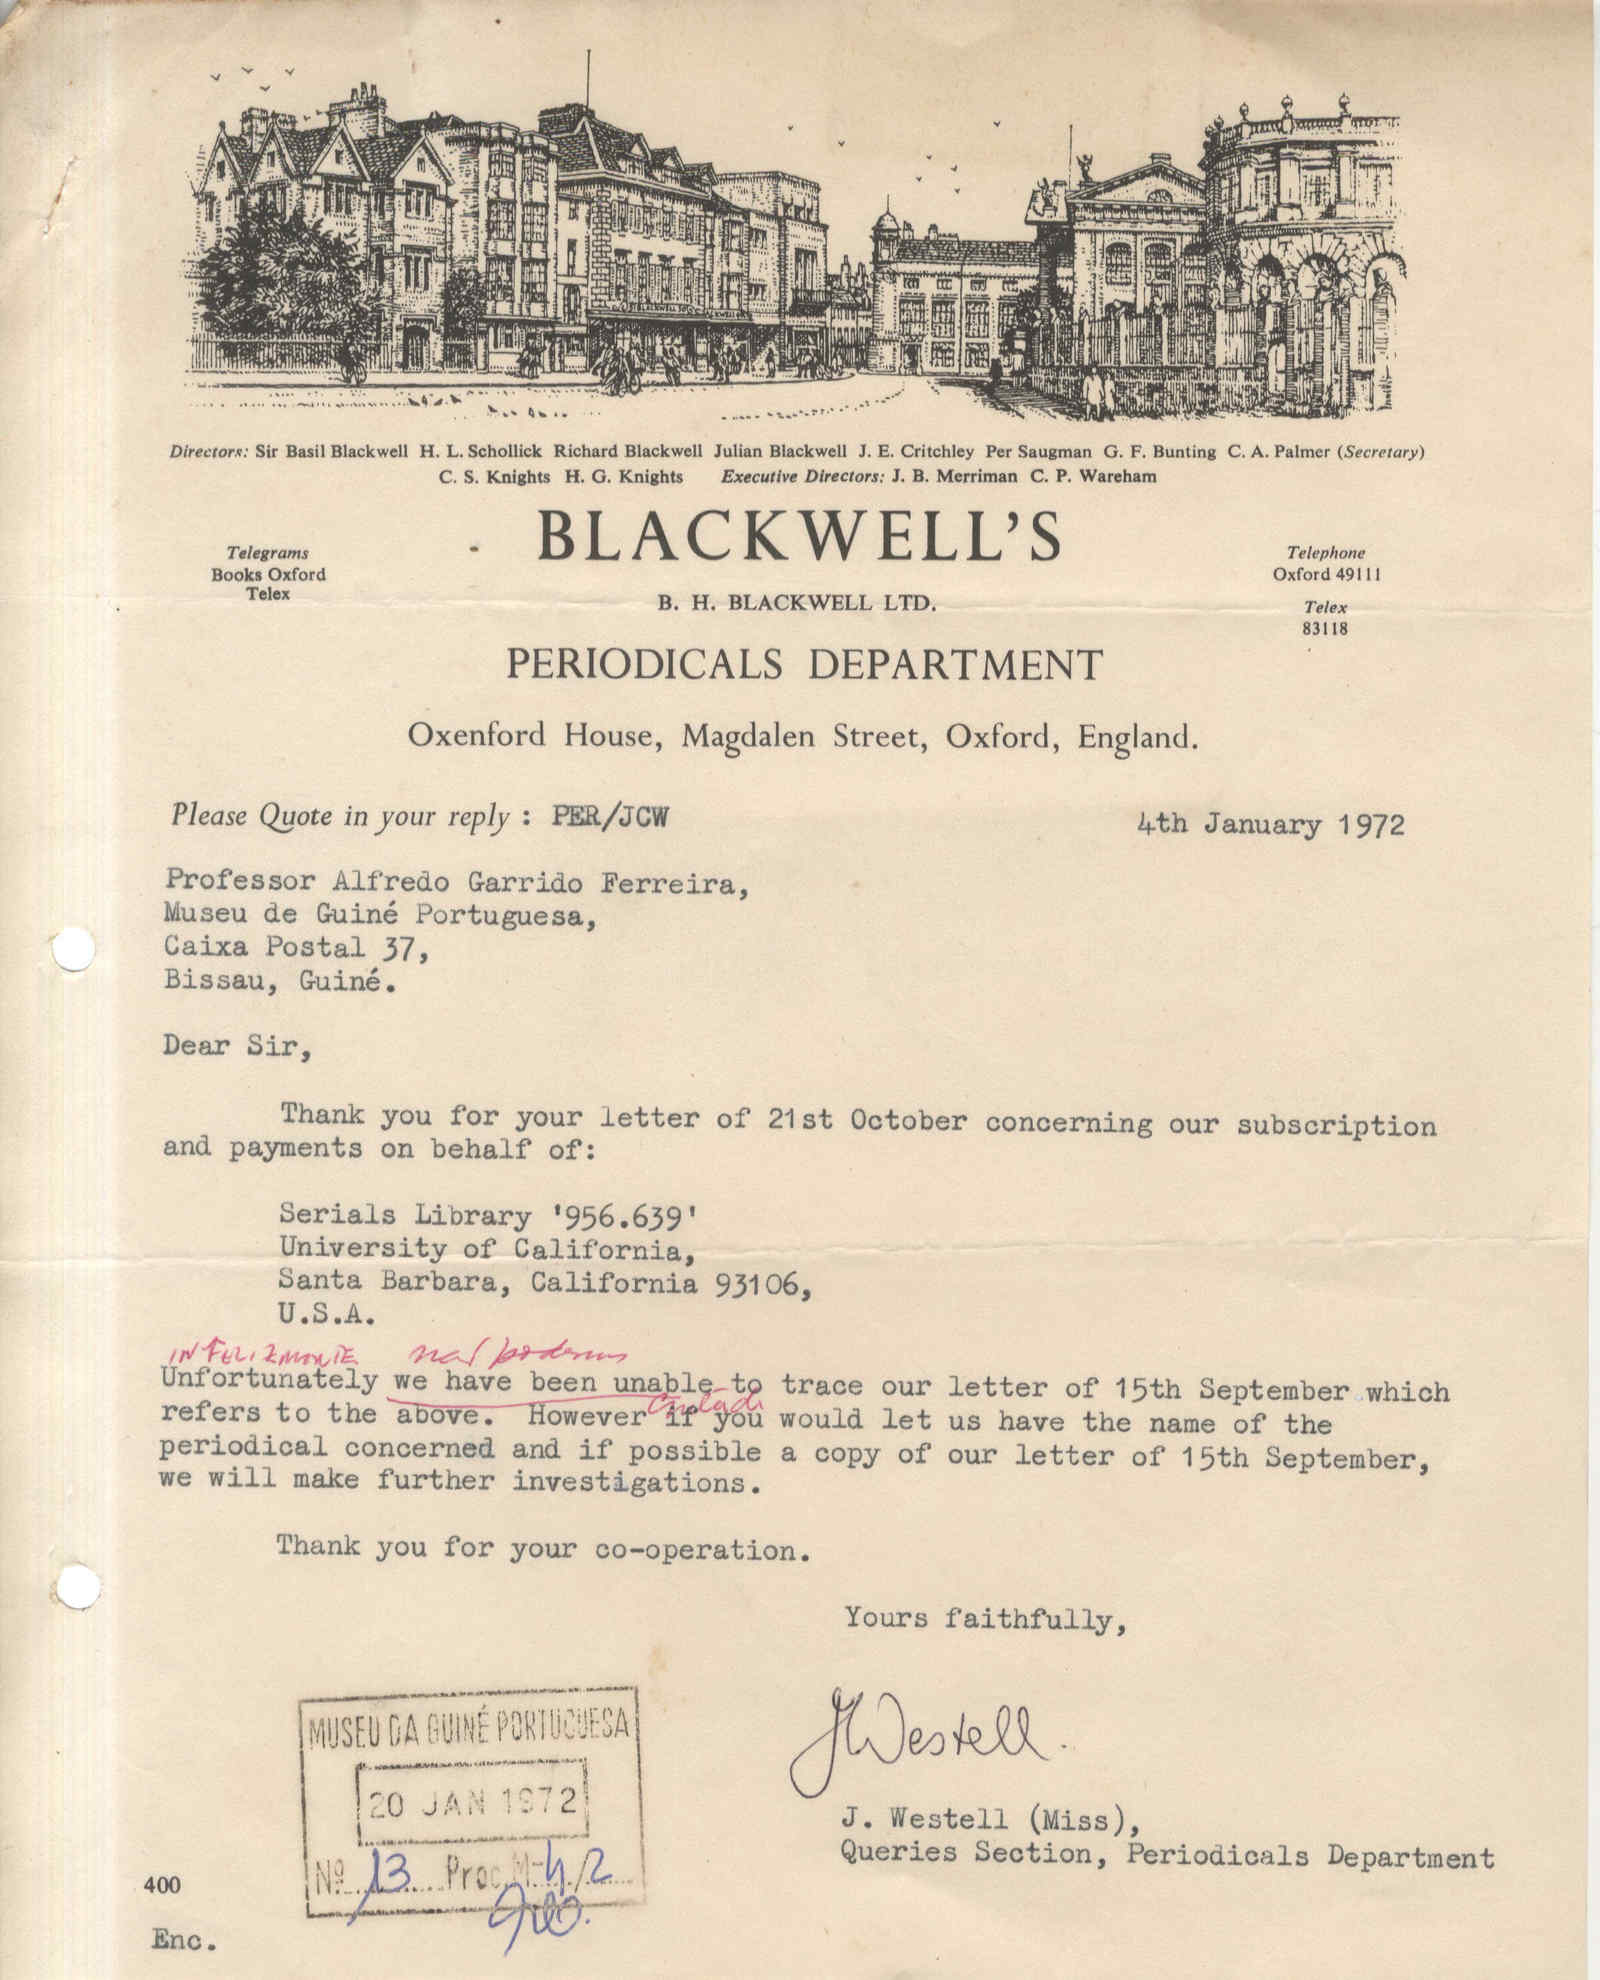 Directors: Sir Basil Blackwell H. L. Schollick Richard Blackwell Julian Blackwell J. E. Critchley Per Saugman G. F. Bunting C. A. Palmer (Secretary)
C. S. Knights H. G. Knights Executive Directors: J. B. Merriman C. P. Wareham
BLACKWELL'S
Telegrams
Books Oxford
Telex
B. H. BLACKWELL LTD.
Telephone
Oxford 49111
Telex
83118
PERIODICALS DEPARTMENT
Oxenford House, Magdalen Street, Oxford, England.
Please Quote in your reply : PER/JCW
4th January 1972
Professor Alfredo Garrido Ferreira,
Museu de Guiné Portuguesa,
Caixa Postal 37,
Bissau, Guiné.
Dear Sir,
Thank you for your letter of 21st October concerning our subscription
and payments on behalf of:
Serials Library '956.639'
University of California,
Santa Barbara, California 93106,
U.S.A.
INFELIZMENTE não podemos
Unfortunately we have been unable to trace our letter of 15th September which
refers to the above. However if you would let us have the name of the
periodical concerned and if possible a copy of our letter of 15th September,
we will make further investigations.
Thank you for your co-operation.
Yours faithfully,
JWestell.
J. Westell (Miss),
Queries Section, Periodicals Department
MUSEU DA GUINÉ PORTUGUESA
20 JAN 1972
Nº 13 Proc. M-4/2
400
Enc.